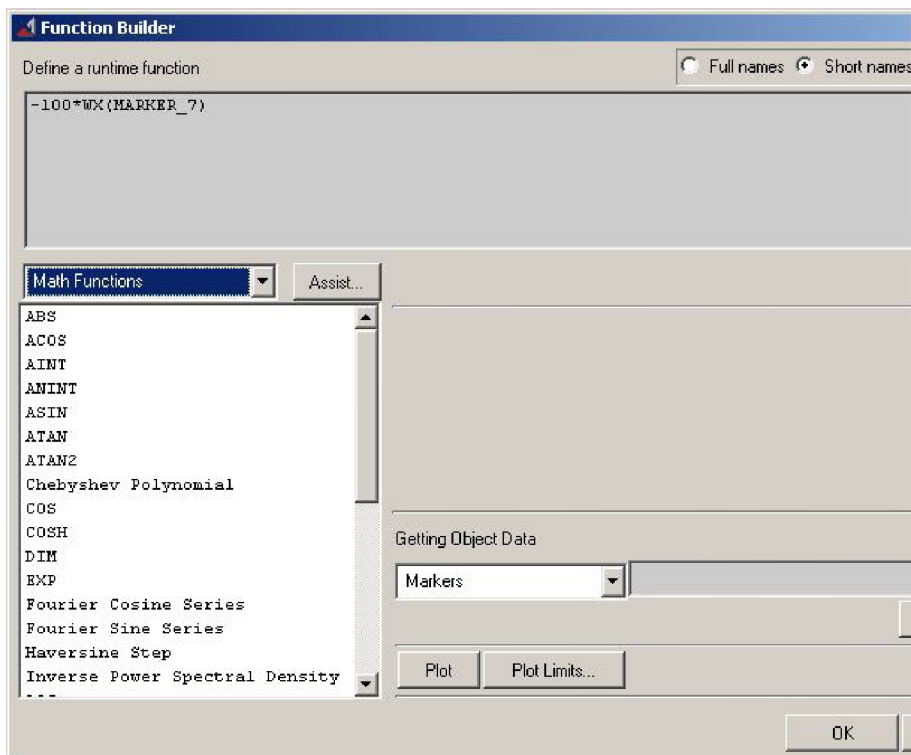 Function Builder
Define a runtime function
Full names
Short names
-100*WX(MARKER_7)
Math Functions
Assist...
ABS
ACOS
AINT
ANINT
ASIN
ATAN
ATAN2
Chebyshev Polynomial
COS
COSH
DIM
EXP
Fourier Cosine Series
Fourier Sine Series
Haversine Step
Inverse Power Spectral Density
Getting Object Data
Markers
Plot
Plot Limits...
OK